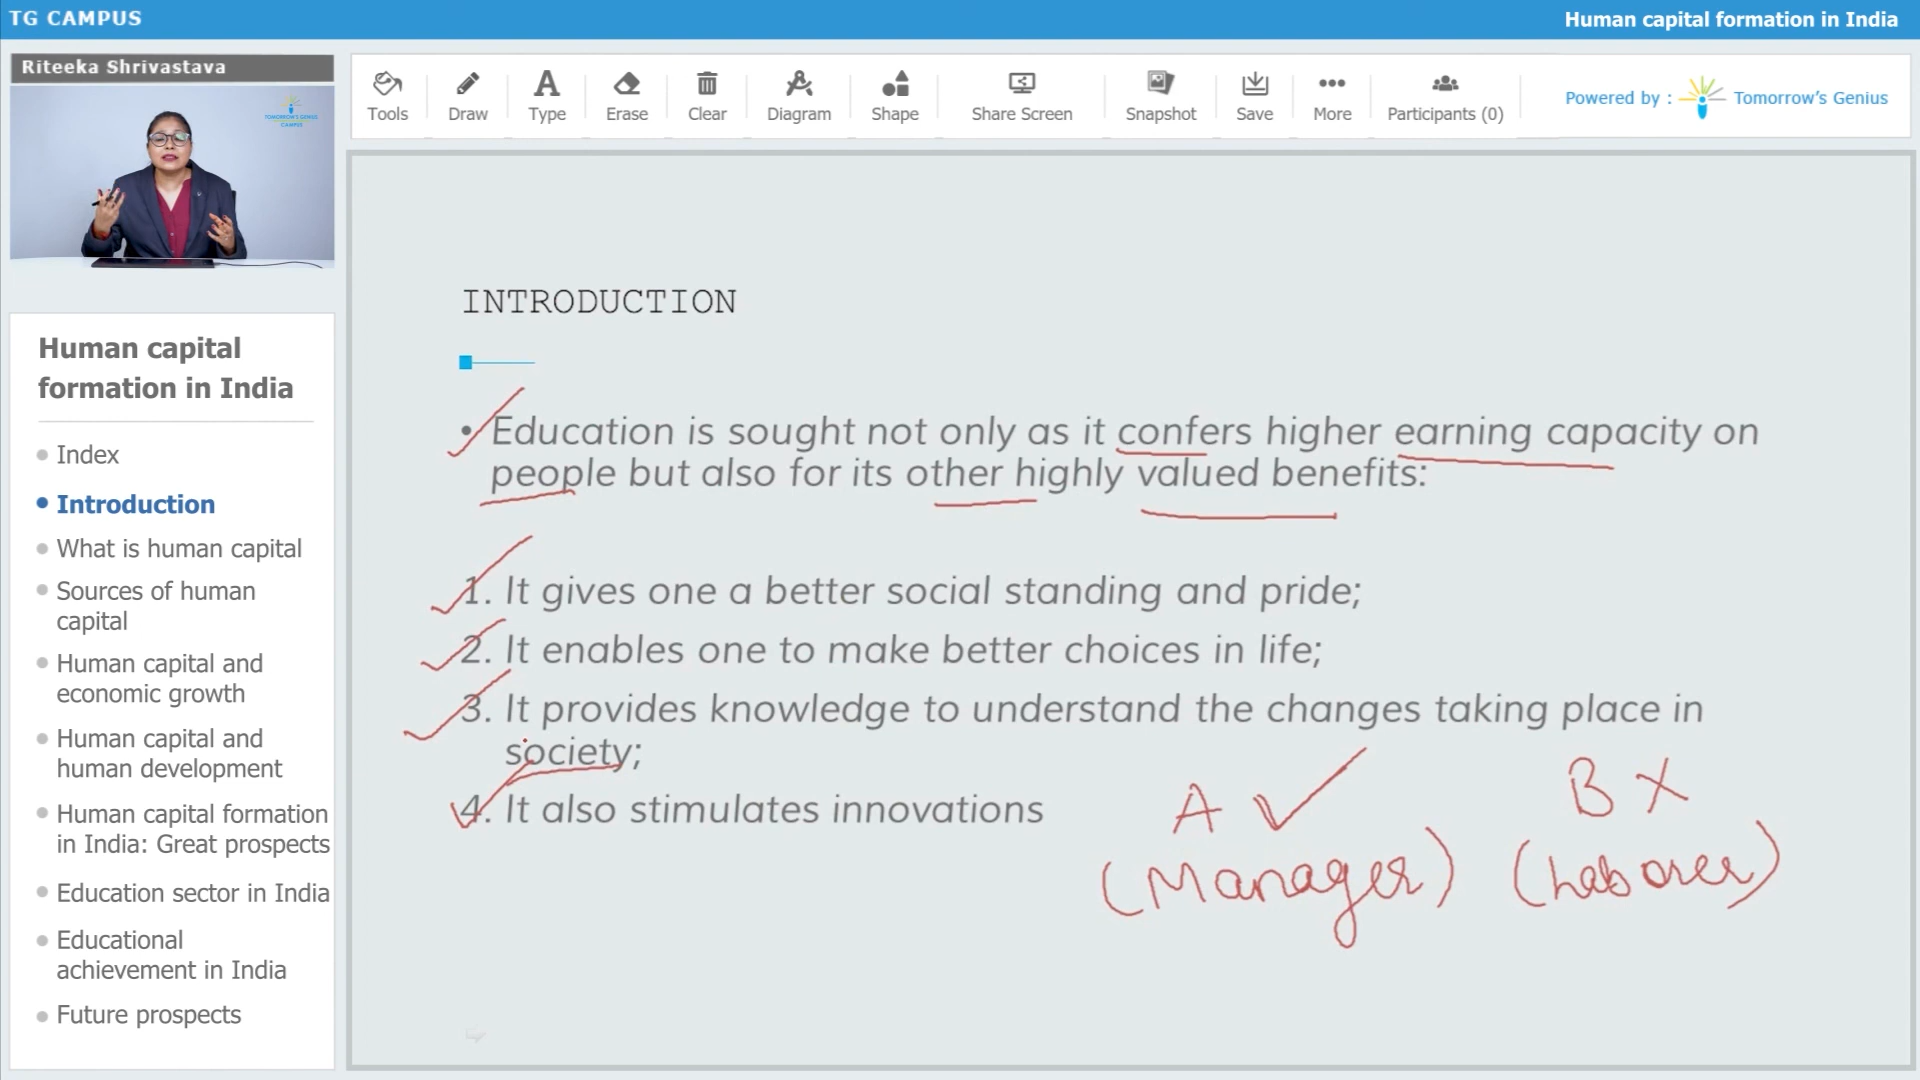 TG CAMPUS
Human capital formation in India
Riteeka Shrivastava
TOMORROW'S GENIUS
CAMPUS
Tools
Draw
Type
Erase
Clear
Diagram
Shape
Share Screen
Snapshot
Save
More
Participants (0)
Powered by :
Tomorrow's Genius
Human capital
formation in India
Index
Introduction
What is human capital
Sources of human
capital
Human capital and
economic growth
Human capital and
human development
Human capital formation
in India: Great prospects
Education sector in India
Educational
achievement in India
Future prospects
INTRODUCTION
• Education is sought not only as it confers higher earning capacity on
people but also for its other highly valued benefits:
1. It gives one a better social standing and pride;
2. It enables one to make better choices in life;
3. It provides knowledge to understand the changes taking place in
society;
4. It also stimulates innovations
A ✓
B X
(Manager)
(Laborer)